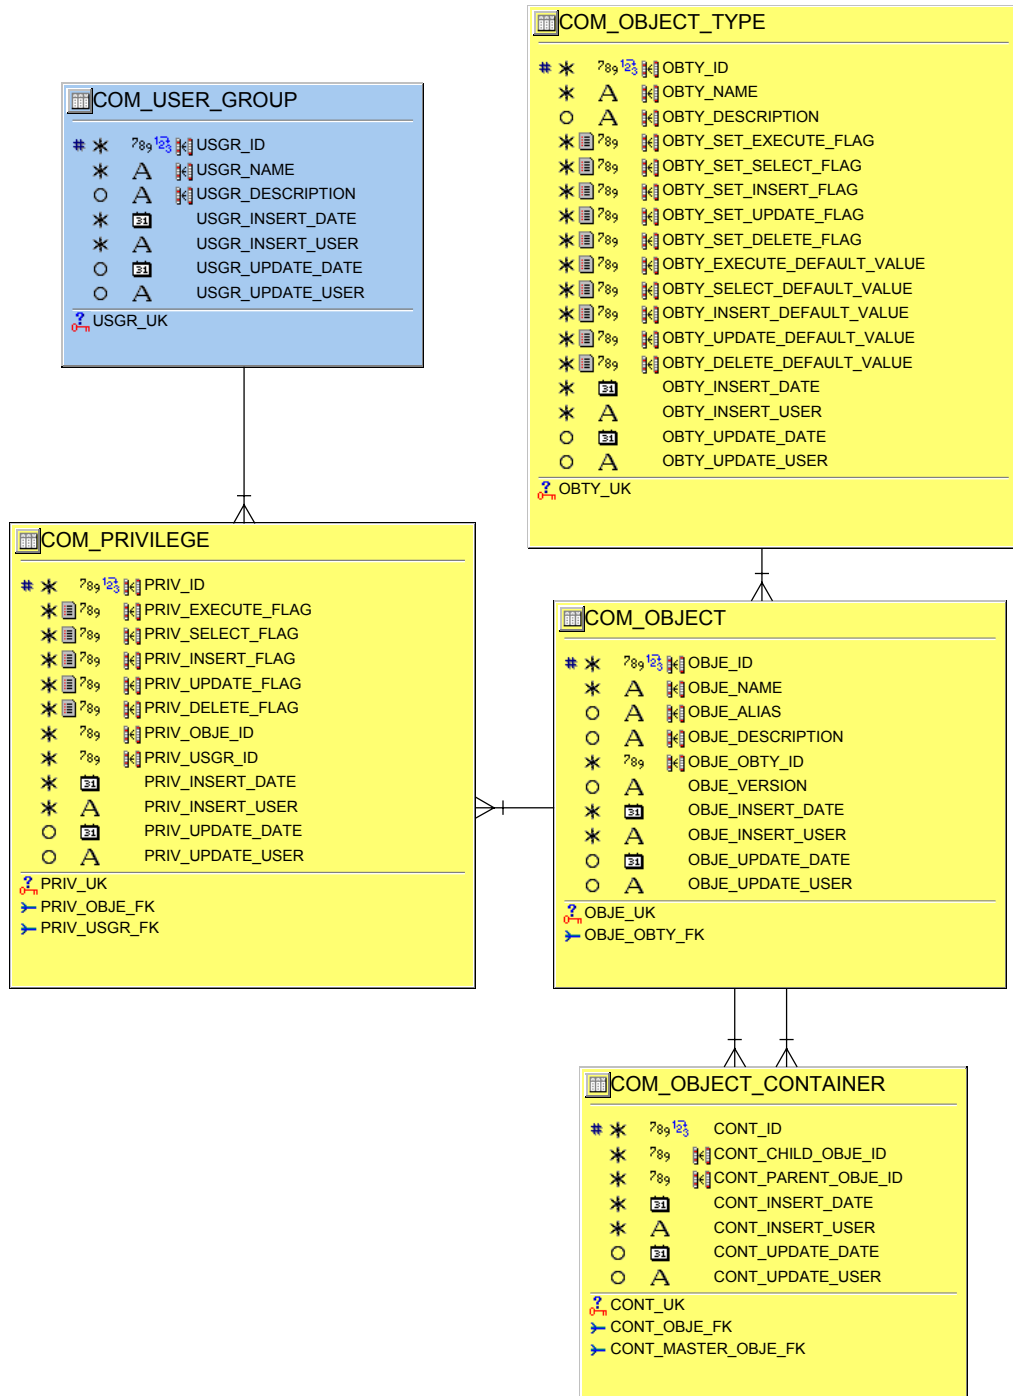 COM_OBJECT_TYPE
OBTY_ID
OBTY_NAME
OBTY_DESCRIPTION
OBTY_SET_EXECUTE_FLAG
OBTY_SET_SELECT_FLAG
OBTY_SET_INSERT_FLAG
OBTY_SET_UPDATE_FLAG
OBTY_SET_DELETE_FLAG
OBTY_EXECUTE_DEFAULT_VALUE
OBTY_SELECT_DEFAULT_VALUE
OBTY_INSERT_DEFAULT_VALUE
OBTY_UPDATE_DEFAULT_VALUE
OBTY_DELETE_DEFAULT_VALUE
OBTY_INSERT_DATE
OBTY_INSERT_USER
OBTY_UPDATE_DATE
OBTY_UPDATE_USER
OBTY_UK
COM_USER_GROUP
USGR_ID
USGR_NAME
USGR_DESCRIPTION
USGR_INSERT_DATE
USGR_INSERT_USER
USGR_UPDATE_DATE
USGR_UPDATE_USER
USGR_UK
COM_PRIVILEGE
PRIV_ID
PRIV_EXECUTE_FLAG
PRIV_SELECT_FLAG
PRIV_INSERT_FLAG
PRIV_UPDATE_FLAG
PRIV_DELETE_FLAG
PRIV_OBJE_ID
PRIV_USGR_ID
PRIV_INSERT_DATE
PRIV_INSERT_USER
PRIV_UPDATE_DATE
PRIV_UPDATE_USER
PRIV_UK
PRIV_OBJE_FK
PRIV_USGR_FK
COM_OBJECT
OBJE_ID
OBJE_NAME
OBJE_ALIAS
OBJE_DESCRIPTION
OBJE_OBTY_ID
OBJE_VERSION
OBJE_INSERT_DATE
OBJE_INSERT_USER
OBJE_UPDATE_DATE
OBJE_UPDATE_USER
OBJE_UK
OBJE_OBTY_FK
COM_OBJECT_CONTAINER
CONT_ID
CONT_CHILD_OBJE_ID
CONT_PARENT_OBJE_ID
CONT_INSERT_DATE
CONT_INSERT_USER
CONT_UPDATE_DATE
CONT_UPDATE_USER
CONT_UK
CONT_OBJE_FK
CONT_MASTER_OBJE_FK